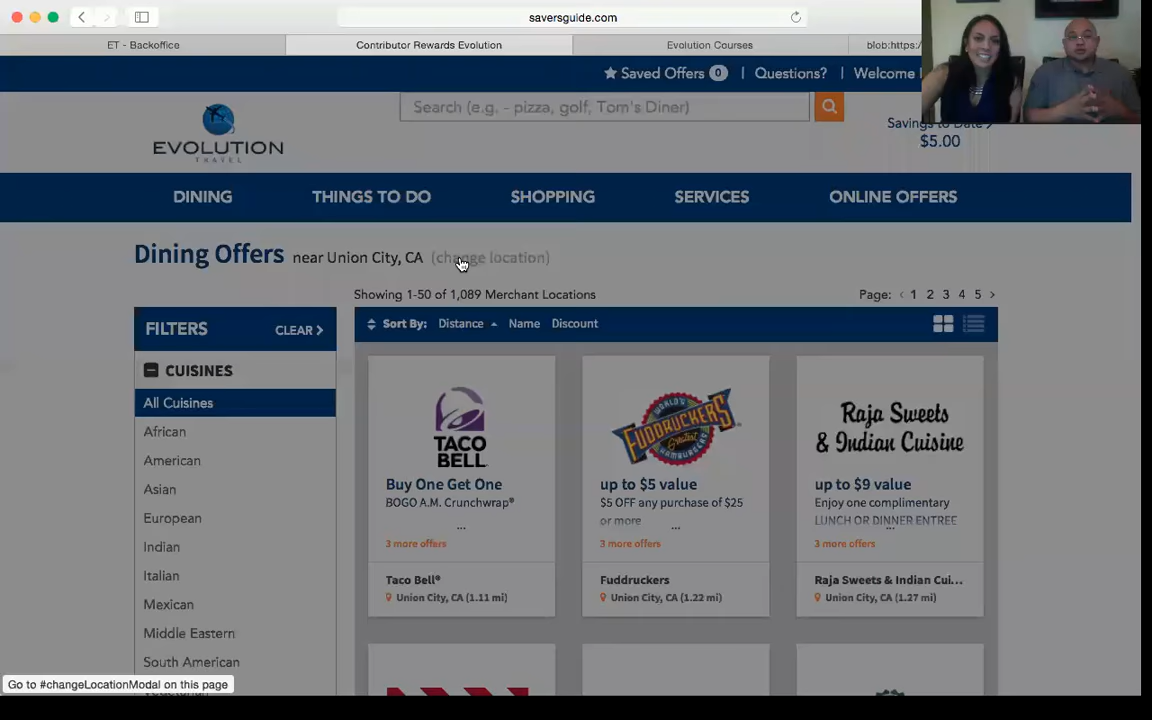 saversguide.com
ET - Backoffice
Contributor Rewards Evolution
Evolution Courses
blob:https:/
★ Saved Offers 0 | Questions? | Welcome
Search (e.g. - pizza, golf, Tom's Diner)
Savings to Date >
$5.00
EVOLUTION
TRAVEL
DINING
THINGS TO DO
SHOPPING
SERVICES
ONLINE OFFERS
Dining Offers near Union City, CA (change location)
Showing 1-50 of 1,089 Merchant Locations
Page: < 1 2 3 4 5 >
FILTERS
CLEAR >
Sort By: Distance Name Discount
CUISINES
All Cuisines
African
American
Asian
European
Indian
Italian
Mexican
Middle Eastern
South American
TACO
BELL
Buy One Get One
BOGO A.M. Crunchwrap®
...
3 more offers
Taco Bell®
Union City, CA (1.11 mi)
WORLD'S
FUDDRUCKERS
GREATEST
HAMBURGERS
up to $5 value
$5 OFF any purchase of $25
or more
...
3 more offers
Fuddruckers
Union City, CA (1.22 mi)
Raja Sweets
& Indian Cuisine
up to $9 value
Enjoy one complimentary
LUNCH OR DINNER ENTREE
...
3 more offers
Raja Sweets & Indian Cui...
Union City, CA (1.27 mi)
Go to #changeLocationModal on this page